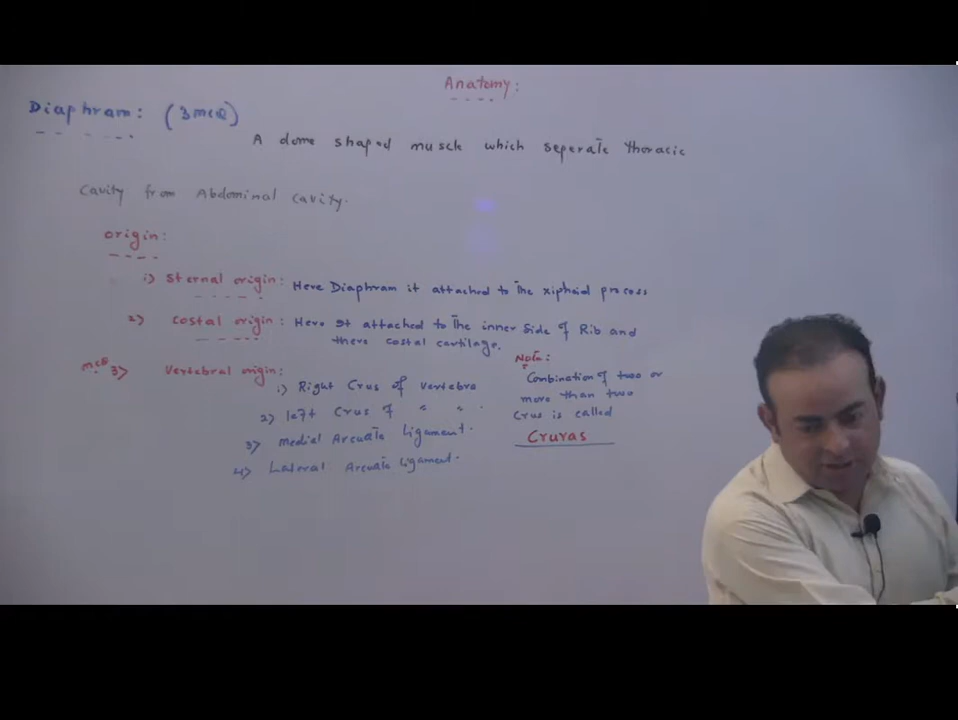 Anatomy:
Diaphram: (3 mcQ)
A dome shaped muscle which seperate thoracic
Cavity from Abdominal cavity.
origin:
1) Sternal origin: Here Diaphram it attached to The xiphoid process
2) Costal origin: Here It attached to The inner Side of Rib and
there costal cartilage.
mcQ 3) Vertebral origin:
1) Right Crus of vertebra
2) left Crus of " " .
3) medial Arcuate Ligament.
4) Lateral Arcuate Ligament.
Note:
Combination of two or
more than two
Crus is called
Cruras